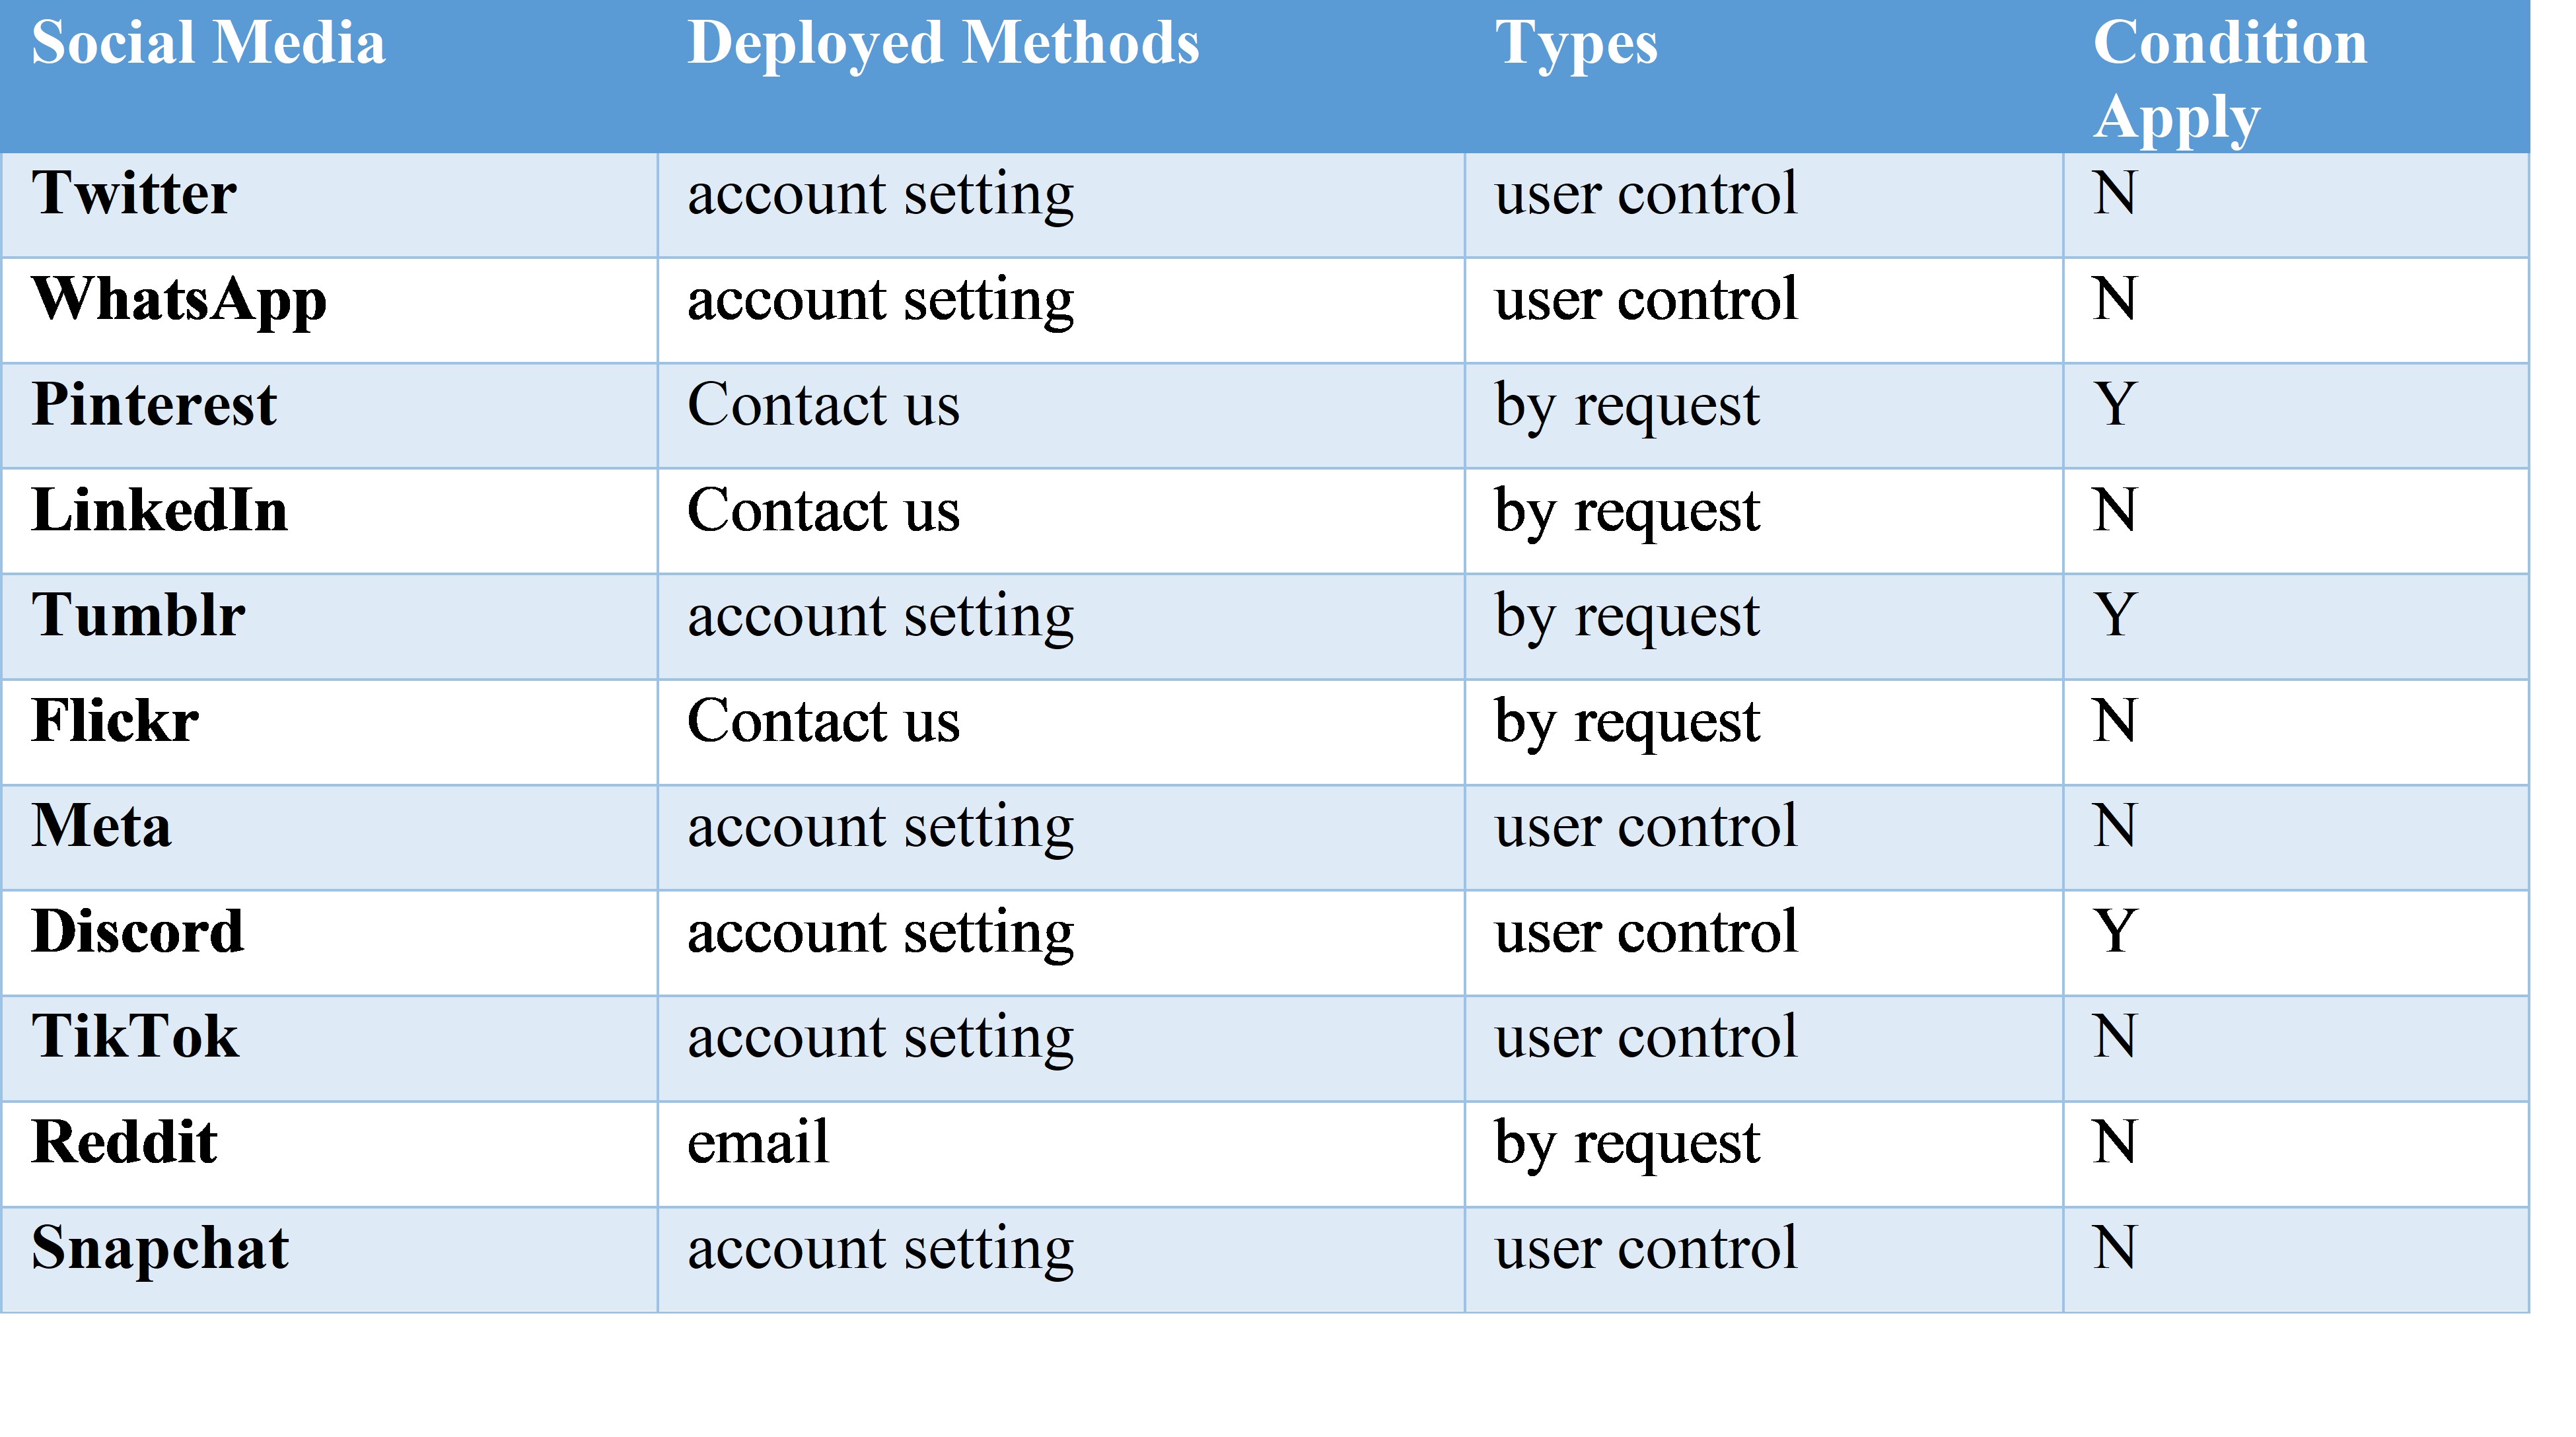 Social Media Deployed Methods Types Condition
Apply
Twitter account setting user control N
WhatsApp account setting user control N
Pinterest Contact us by request Y
LinkedIn Contact us by request N
Tumblr account setting by request Y
Flickr Contact us by request N
Meta account setting user control N
Discord account setting user control Y
TikTok account setting user control N
Reddit email by request N
Snapchat account setting user control N